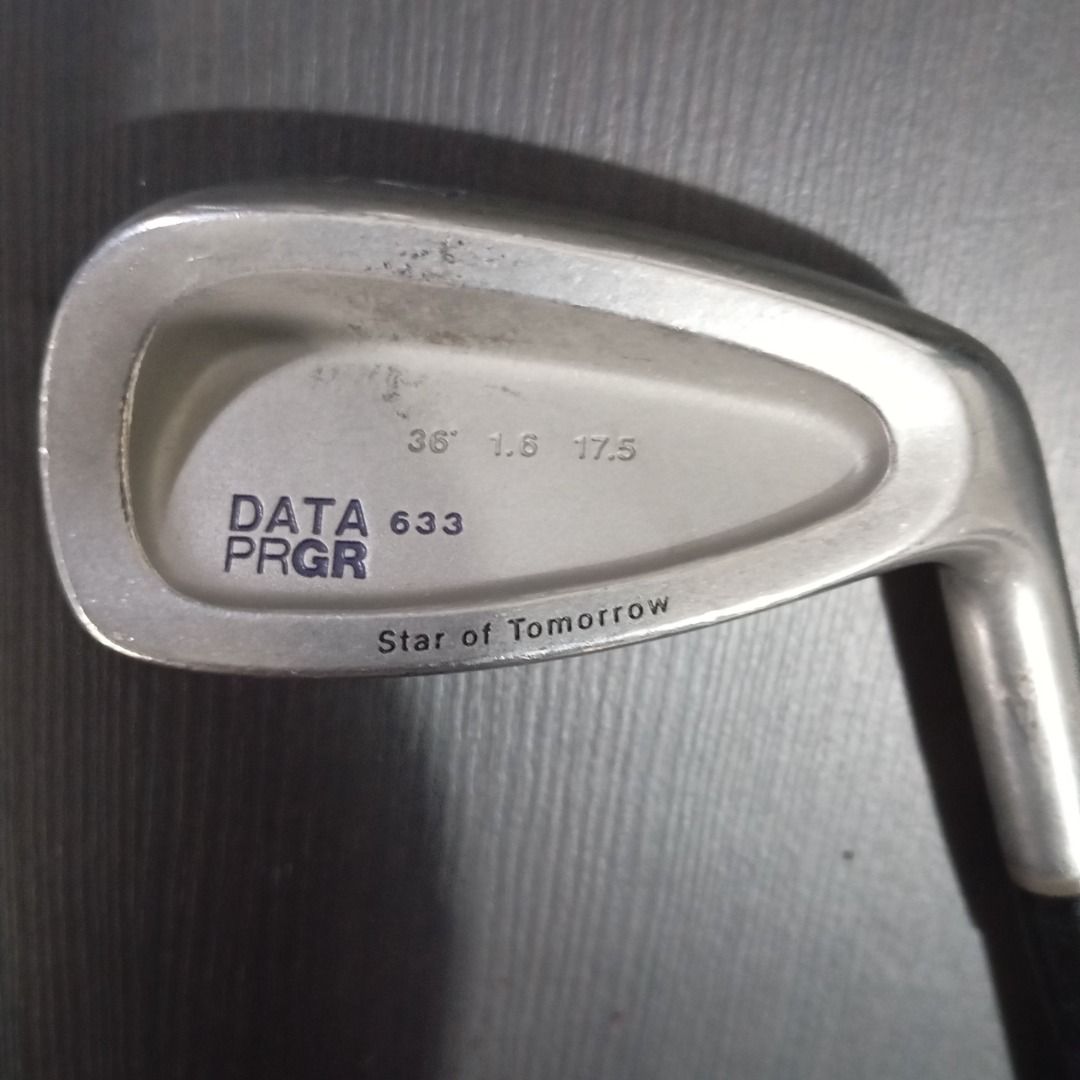 36° 1.6 17.5
DATA 633
PRGR
Star of Tomorrow